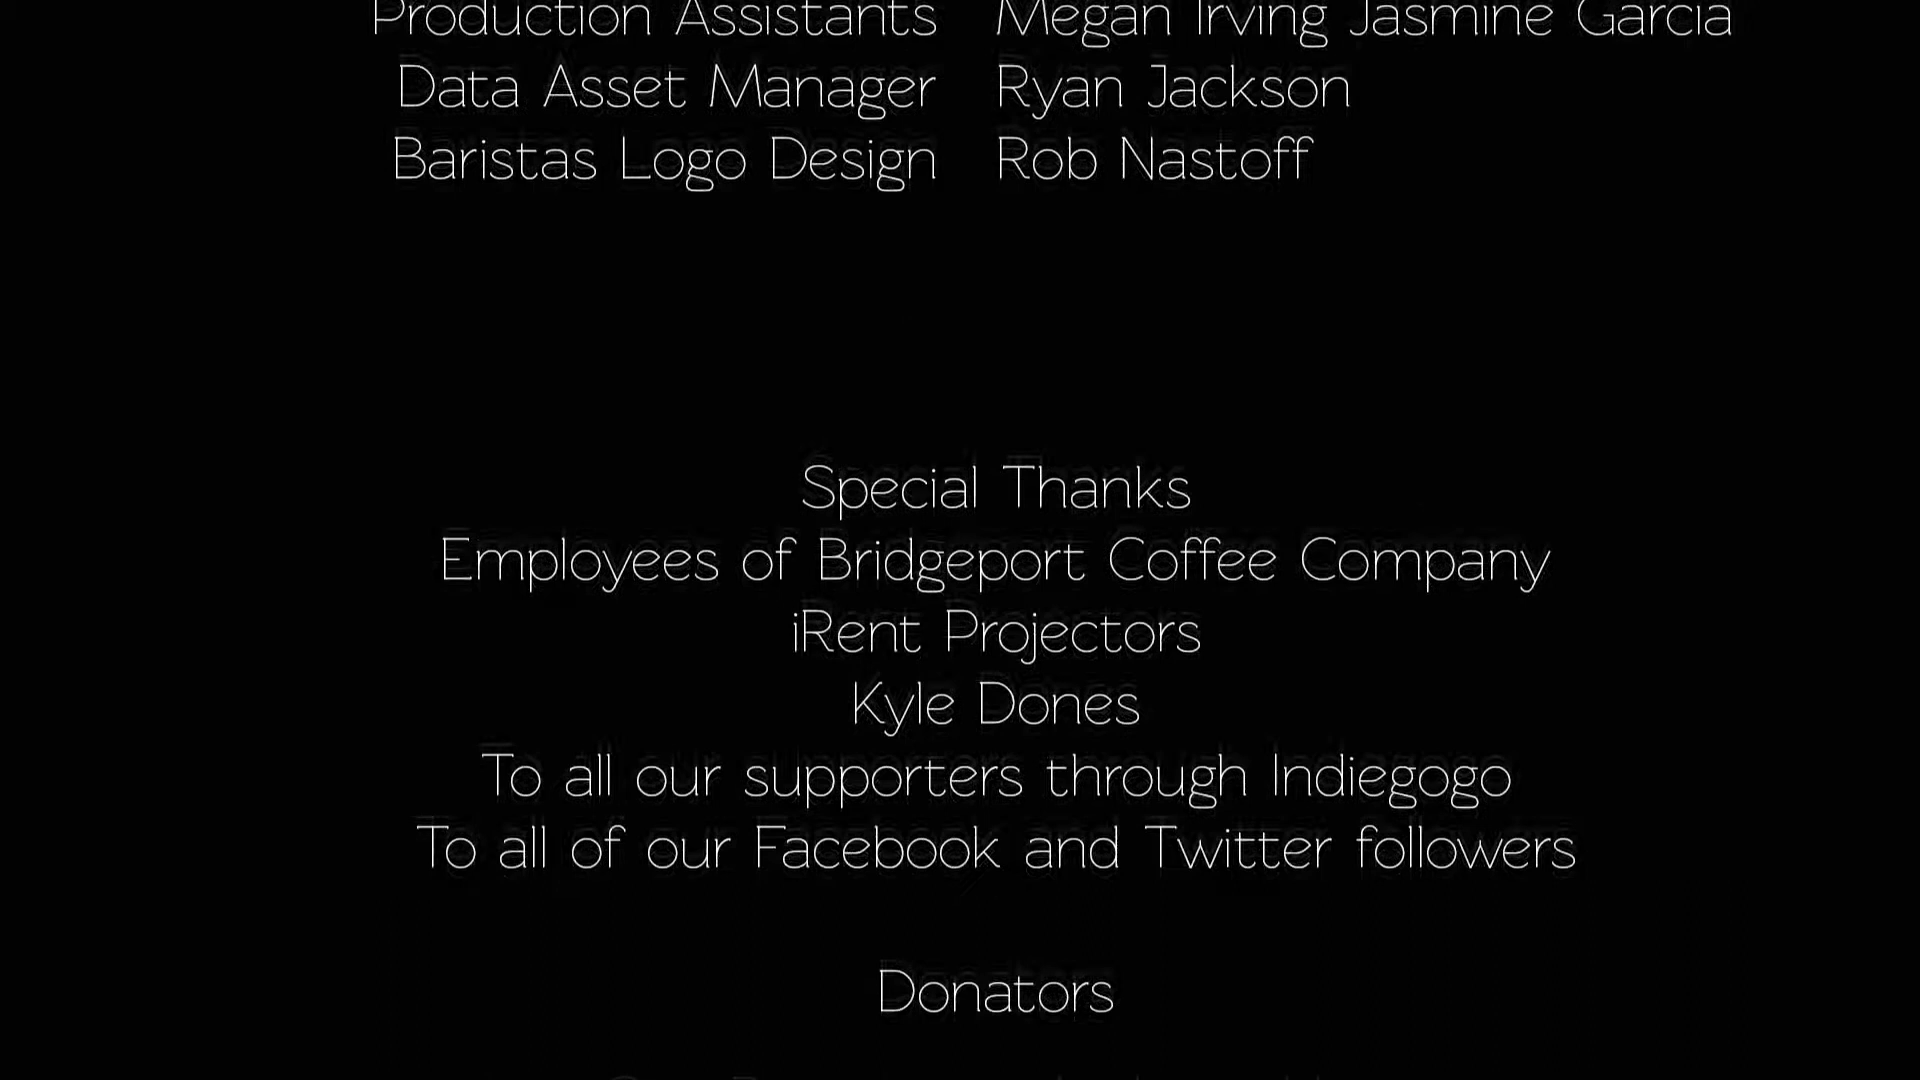 Production Assistants Megan Irving Jasmine Garcia
Data Asset Manager Ryan Jackson
Baristas Logo Design Rob Nastoff
Special Thanks
Employees of Bridgeport Coffee Company
iRent Projectors
Kyle Dones
To all our supporters through Indiegogo
To all of our Facebook and Twitter followers
Donators